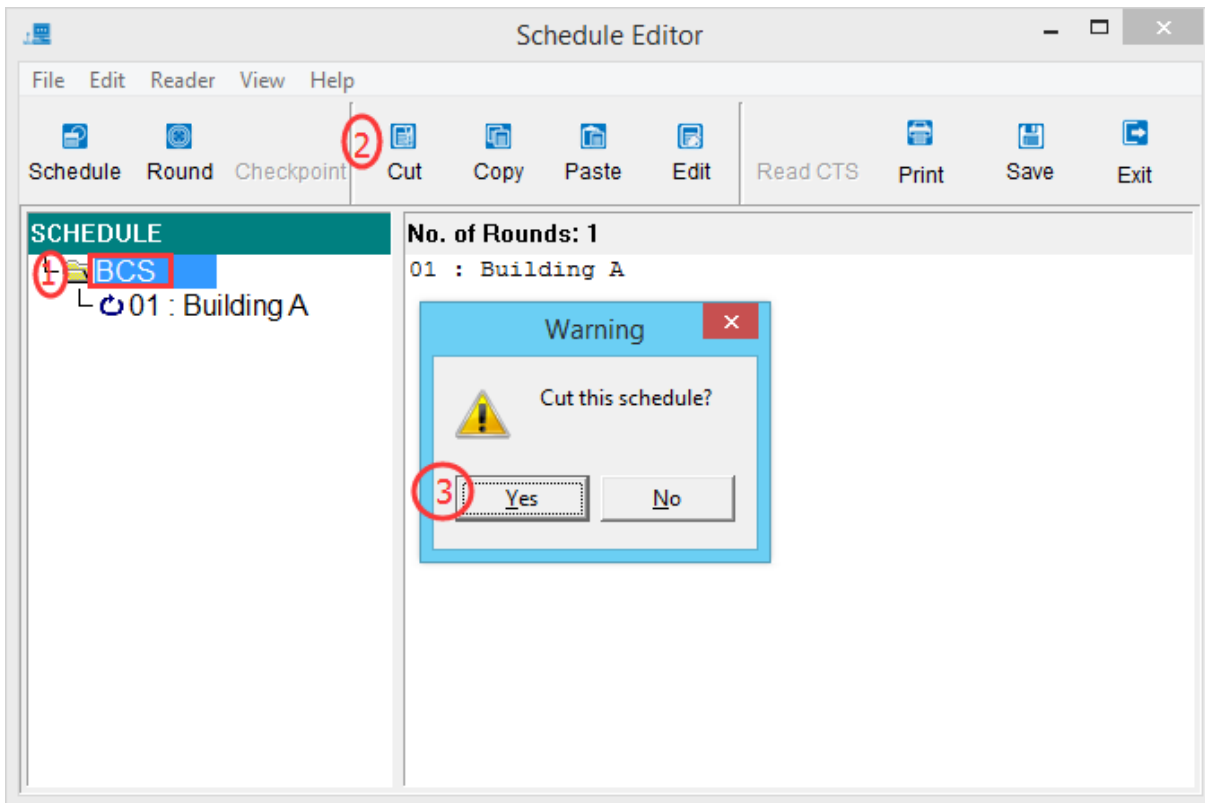 Schedule Editor
File Edit Reader View Help
Schedule Round Checkpoint 2 Cut Copy Paste Edit Read CTS Print Save Exit
SCHEDULE
1 BCS
01 : Building A
No. of Rounds: 1
01 : Building A
Warning
Cut this schedule?
3 Yes No